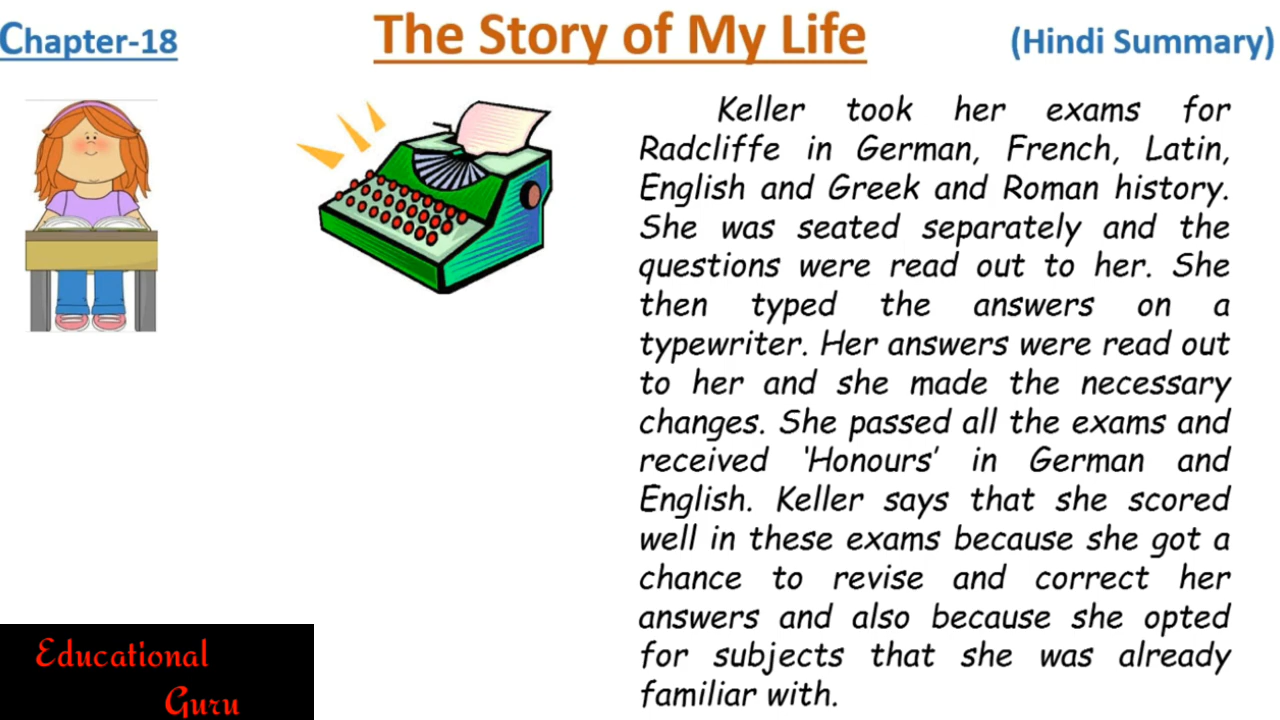 Chapter-18
The Story of My Life
(Hindi Summary)
Keller took her exams for
Radcliffe in German, French, Latin,
English and Greek and Roman history.
She was seated separately and the
questions were read out to her. She
then typed the answers on a
typewriter. Her answers were read out
to her and she made the necessary
changes. She passed all the exams and
received ‘Honours’ in German and
English. Keller says that she scored
well in these exams because she got a
chance to revise and correct her
answers and also because she opted
for subjects that she was already
familiar with.
Educational
Guru